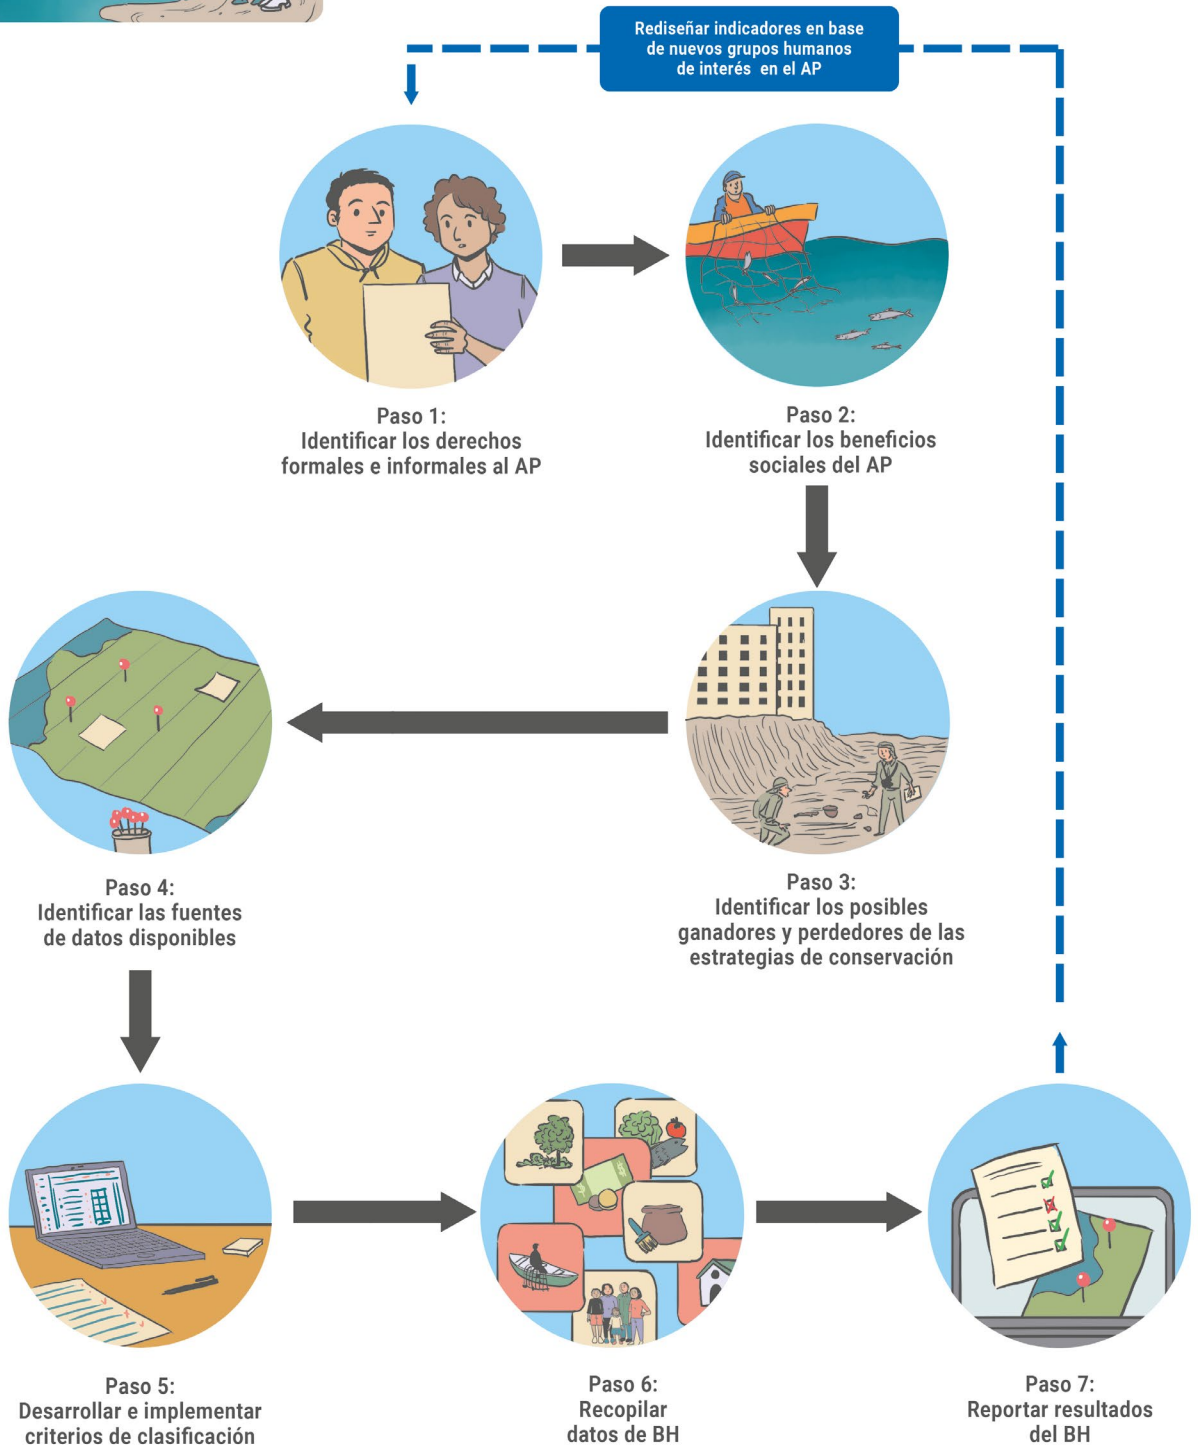 Rediseñar indicadores en base
de nuevos grupos humanos
de interés en el AP
Paso 1:
Identificar los derechos
formales e informales al AP
Paso 2:
Identificar los beneficios
sociales del AP
Paso 3:
Identificar los posibles
ganadores y perdedores de las
estrategias de conservación
Paso 4:
Identificar las fuentes
de datos disponibles
Paso 5:
Desarrollar e implementar
criterios de clasificación
Paso 6:
Recopilar
datos de BH
Paso 7:
Reportar resultados
del BH